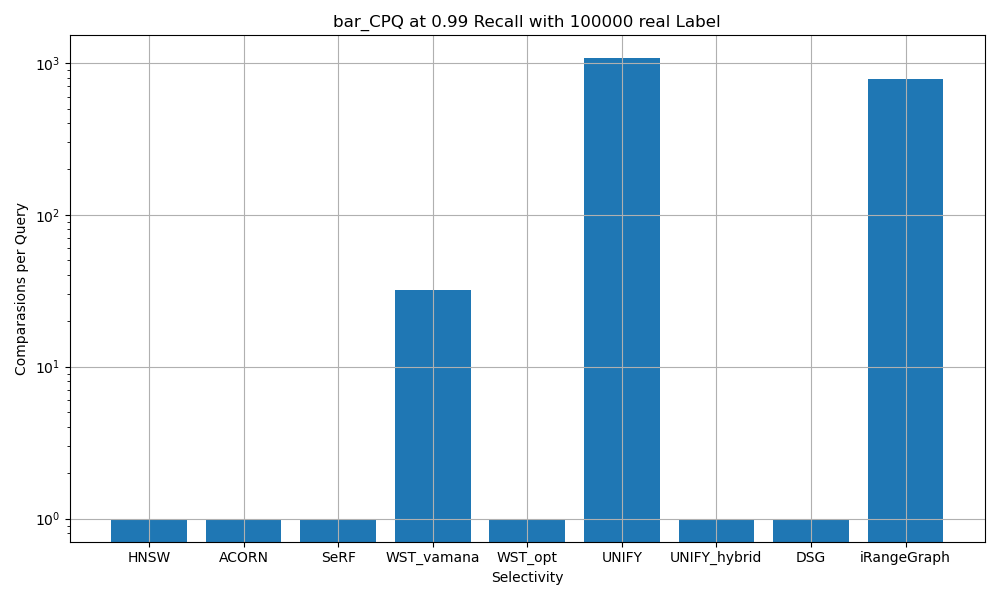 bar_CPQ at 0.99 Recall with 100000 real Label
Comparasions per Query
10³
10²
10¹
10⁰
HNSW ACORN SeRF WST_vamana WST_opt UNIFY UNIFY_hybrid DSG iRangeGraph
Selectivity